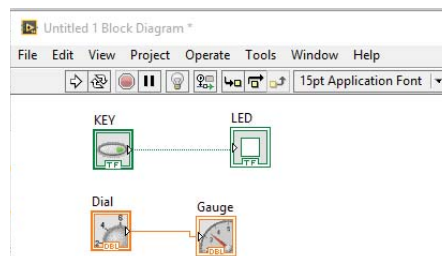 Untitled 1 Block Diagram *
File Edit View Project Operate Tools Window Help
15pt Application Font
KEY
LED
TF
TF
Dial
Gauge
DBL
DBL